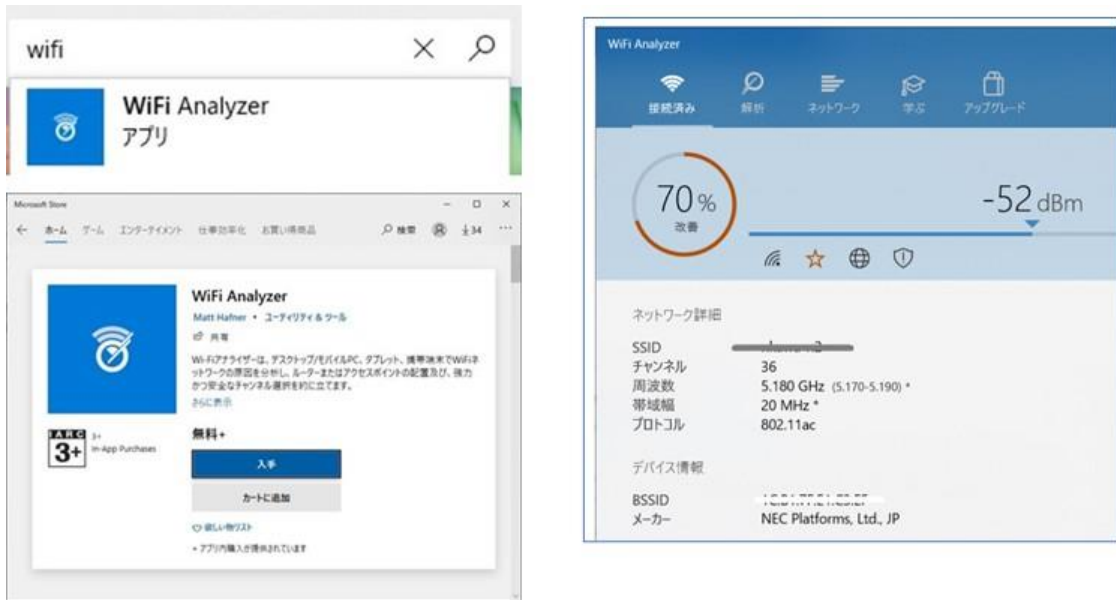 wifi
WiFi Analyzer
アプリ
Microsoft Store
ホーム ゲーム エンターテイメント 仕事効率化 お買い得商品 検索 34
WiFi Analyzer
Matt Hafner • ユーティリティ & ツール
共有
Wi-Fiアナライザーは、デスクトップ/モバイルPC、タブレット、携帯端末でWiFiネ
ットワークの原因を分析し、ルーターまたはアクセスポイントの配置及び、強力
かつ安全なチャンネル選択を約に立てます。
さらに表示
3+
3+
In-App Purchases
無料+
入手
カートに追加
欲しい物リスト
+ アプリ内購入が提供されています
WiFi Analyzer
接続済み 解析 ネットワーク 学ぶ アップグレード
70%
改善
-52 dBm
ネットワーク詳細
SSID
チャンネル 36
周波数 5.180 GHz (5.170-5.190) *
帯域幅 20 MHz *
プロトコル 802.11ac
デバイス情報
BSSID
メーカー NEC Platforms, Ltd., JP